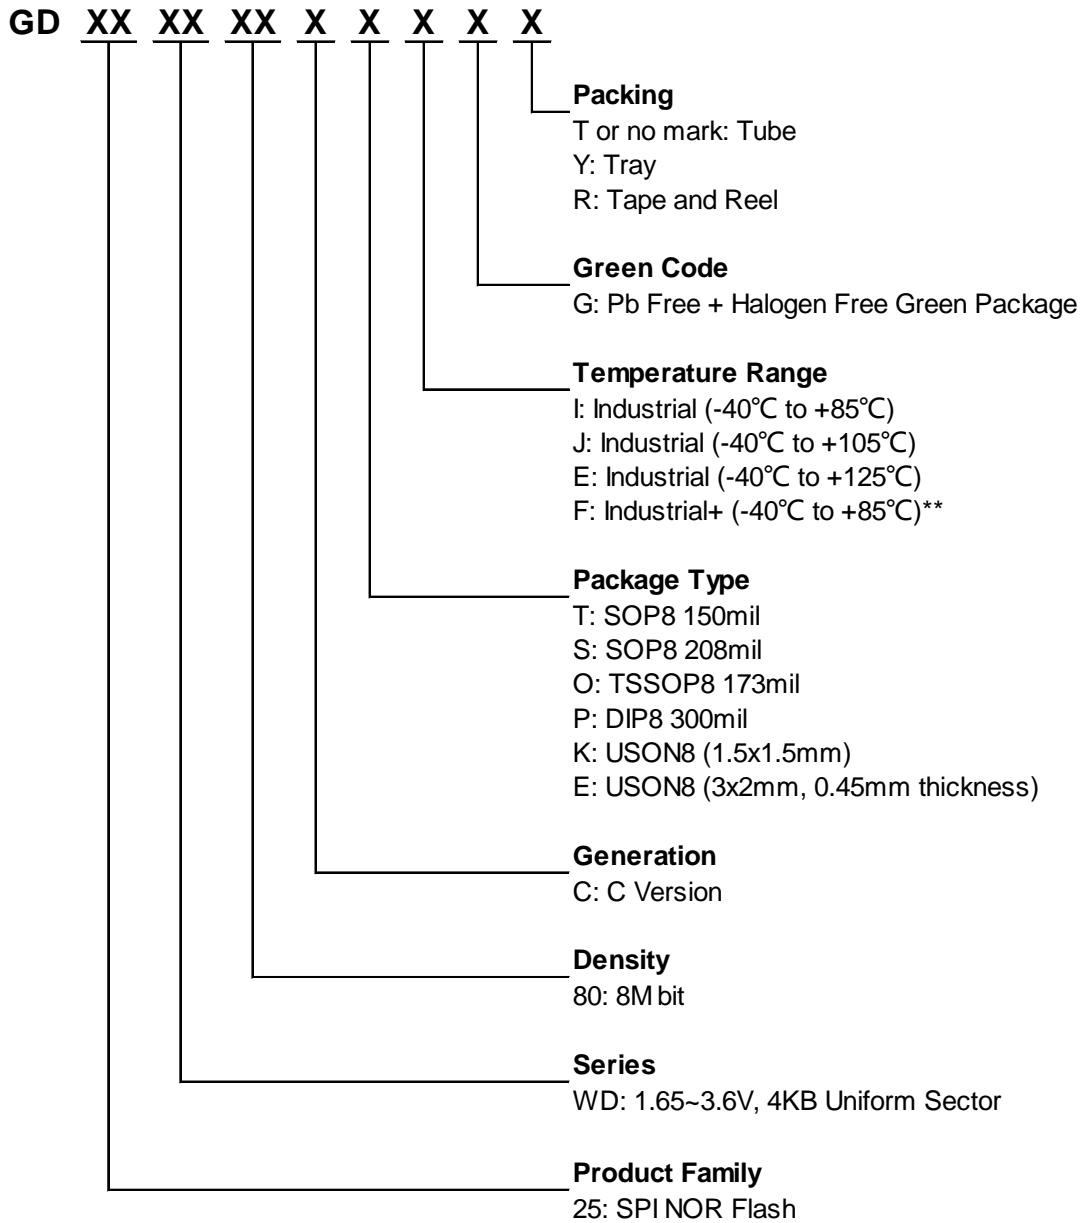 GD XX XX XX X X X X X
Packing
T or no mark: Tube
Y: Tray
R: Tape and Reel
Green Code
G: Pb Free + Halogen Free Green Package
Temperature Range
I: Industrial (-40℃ to +85℃)
J: Industrial (-40℃ to +105℃)
E: Industrial (-40℃ to +125℃)
F: Industrial+ (-40℃ to +85℃)**
Package Type
T: SOP8 150mil
S: SOP8 208mil
O: TSSOP8 173mil
P: DIP8 300mil
K: USON8 (1.5x1.5mm)
E: USON8 (3x2mm, 0.45mm thickness)
Generation
C: C Version
Density
80: 8M bit
Series
WD: 1.65~3.6V, 4KB Uniform Sector
Product Family
25: SPI NOR Flash